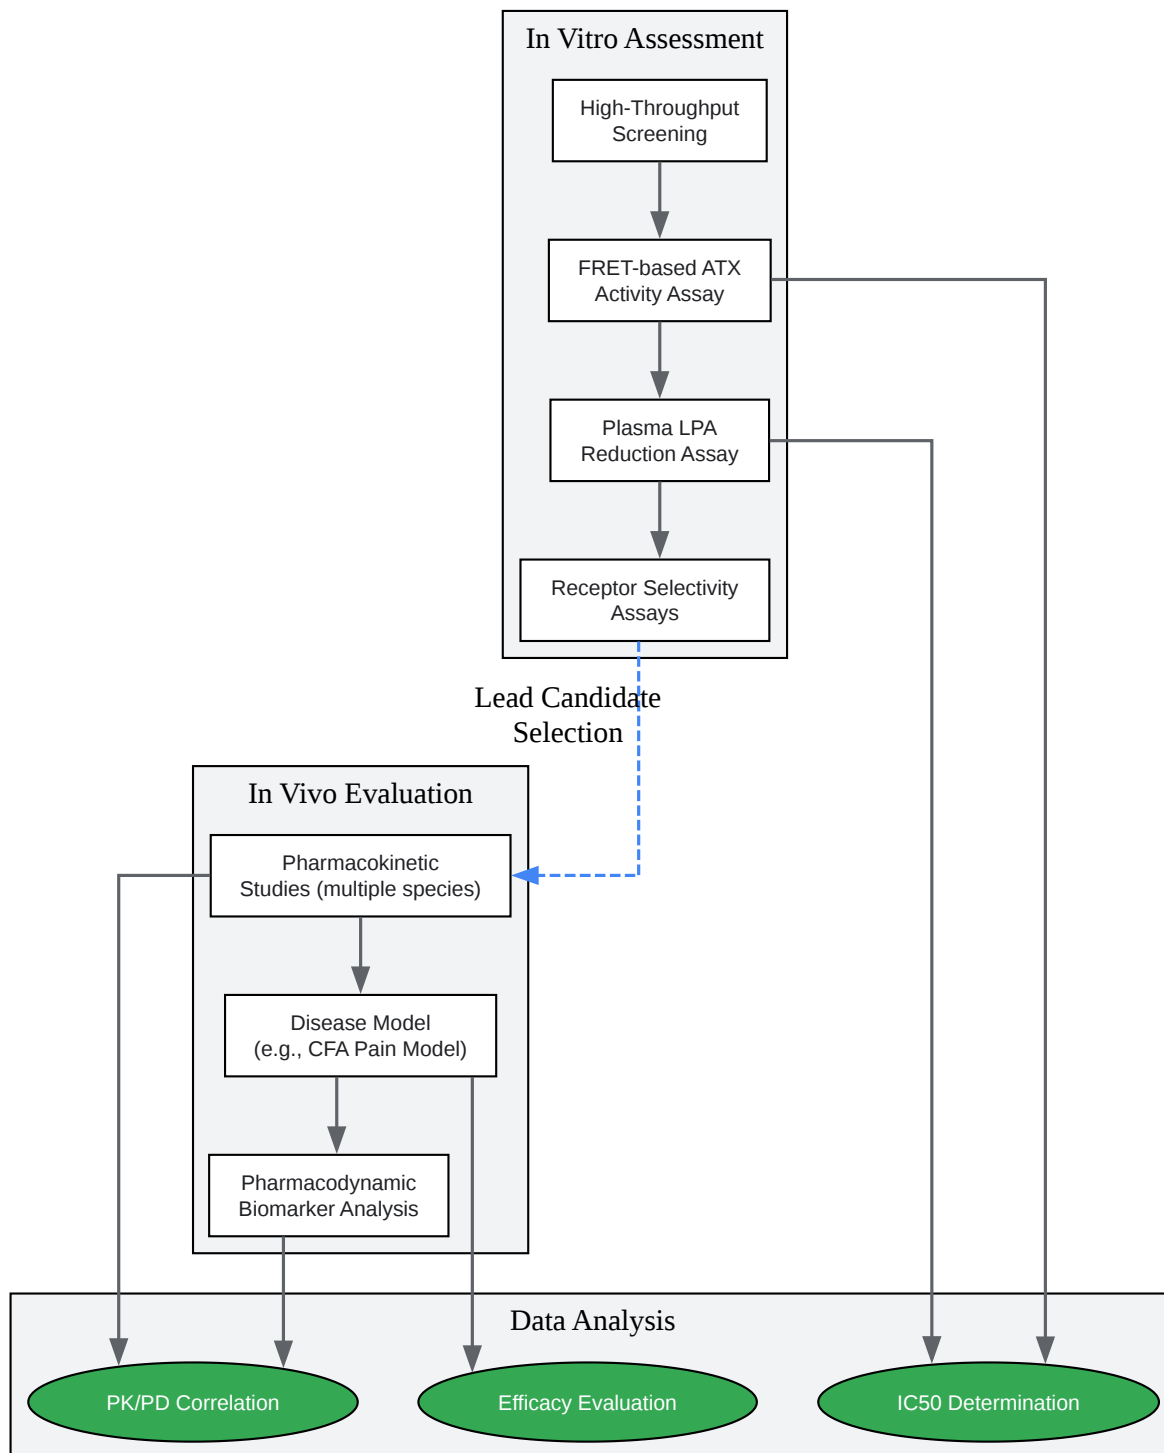 In Vitro Assessment
High-Throughput
Screening
FRET-based ATX
Activity Assay
Plasma LPA
Reduction Assay
Receptor Selectivity
Assays
Lead Candidate
Selection
In Vivo Evaluation
Pharmacokinetic
Studies (multiple species)
Disease Model
(e.g., CFA Pain Model)
Pharmacodynamic
Biomarker Analysis
Data Analysis
PK/PD Correlation
Efficacy Evaluation
IC50 Determination